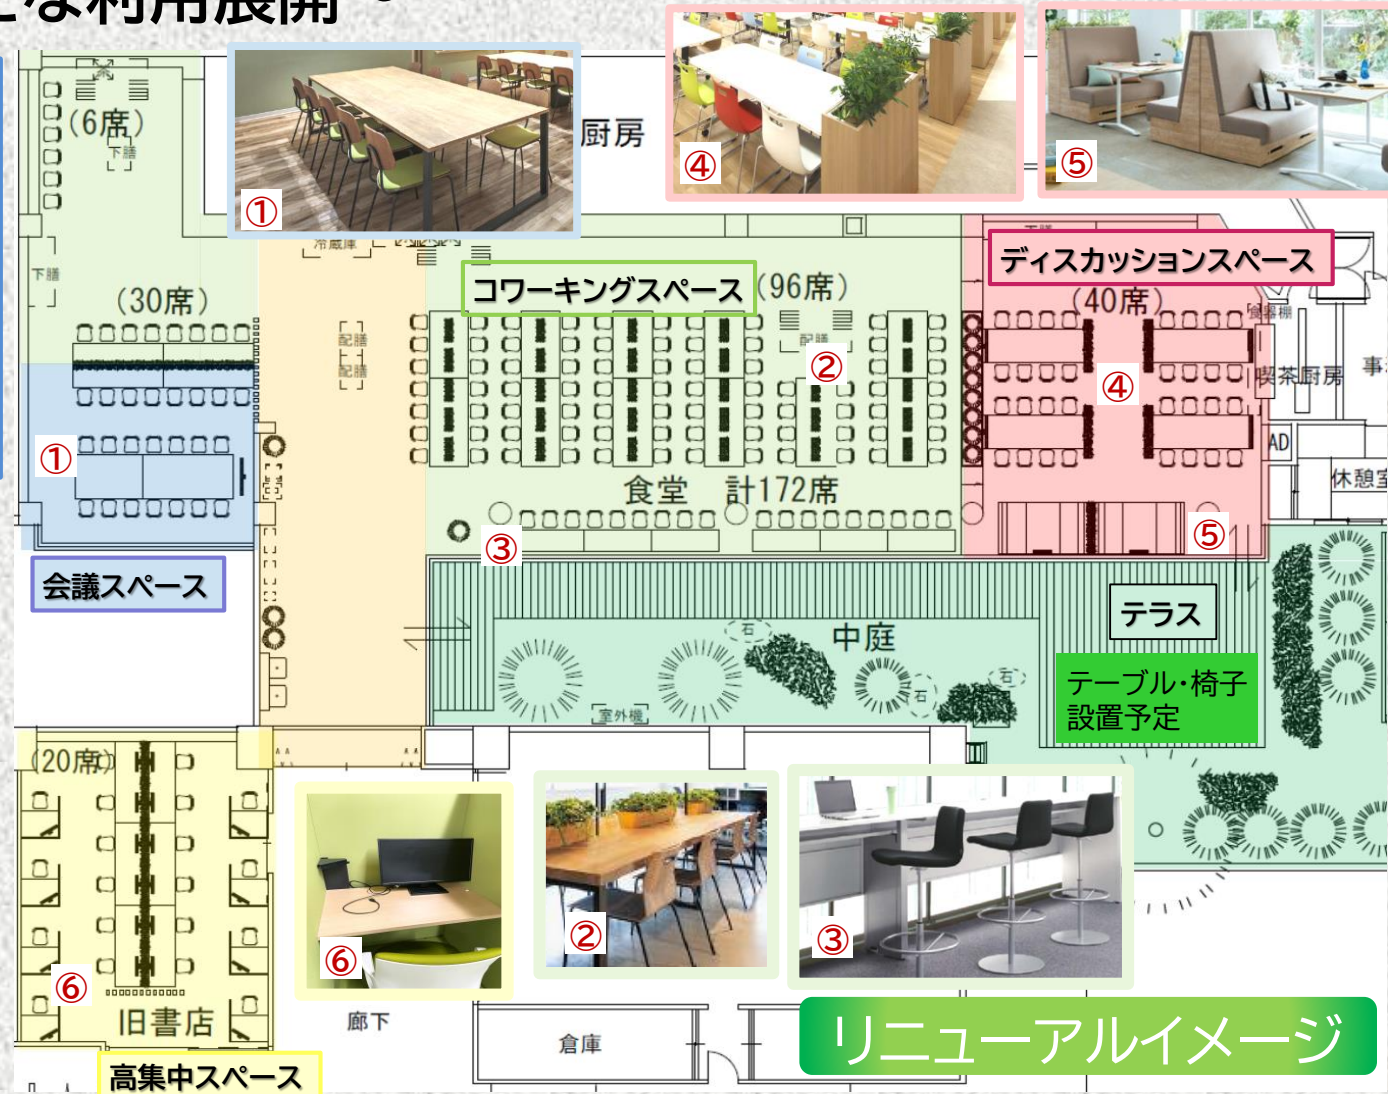 な利用展開
(6席)
下膳
①
厨房
④
⑤
冷蔵庫
下膳
(30席)
コワーキングスペース
(96席)
ディスカッションスペース
(40席)
食器棚
配膳
配膳
配膳
②
④
喫茶厨房
①
AD
食堂　計172席
休憩室
③
⑤
会議スペース
テラス
中庭
石
石
石
テーブル・椅子
設置予定
室外機
(20席)
⑥
②
③
⑥
旧書店
廊下
倉庫
リニューアルイメージ
高集中スペース